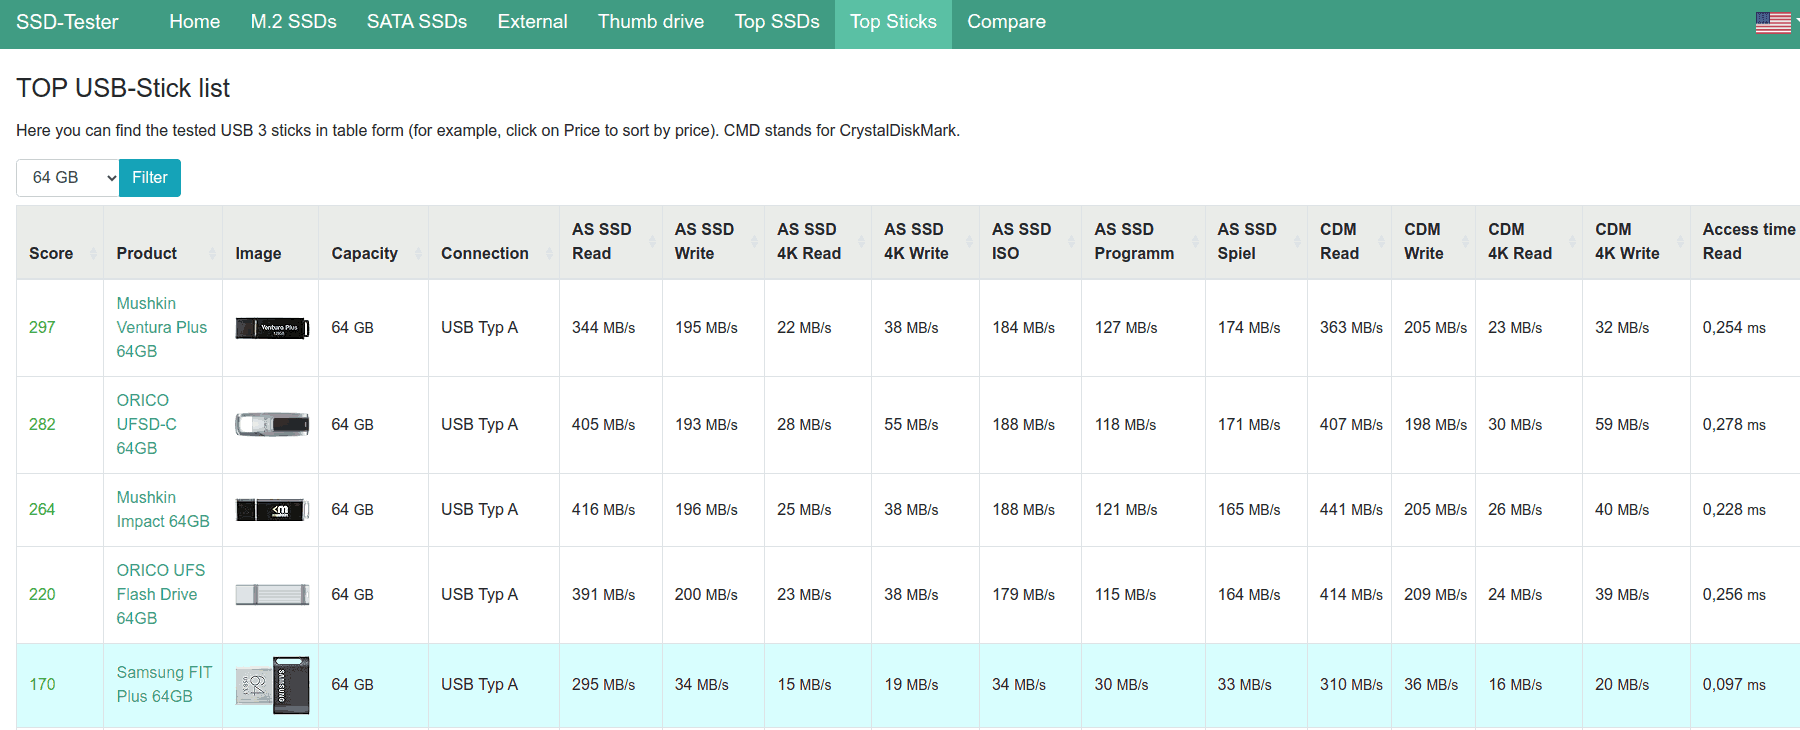 SSD-Tester Home M.2 SSDs SATA SSDs External Thumb drive Top SSDs Top Sticks Compare
TOP USB-Stick list
Here you can find the tested USB 3 sticks in table form (for example, click on Price to sort by price). CMD stands for CrystalDiskMark.
64 GB Filter
Score Product Image Capacity Connection AS SSD Read AS SSD Write AS SSD 4K Read AS SSD 4K Write AS SSD ISO AS SSD Programm AS SSD Spiel CDM Read CDM Write CDM 4K Read CDM 4K Write Access time Read
297 Mushkin Ventura Plus 64GB Ventura Plus 64 GB USB Typ A 344 MB/s 195 MB/s 22 MB/s 38 MB/s 184 MB/s 127 MB/s 174 MB/s 363 MB/s 205 MB/s 23 MB/s 32 MB/s 0,254 ms
282 ORICO UFSD-C 64GB 64 GB USB Typ A 405 MB/s 193 MB/s 28 MB/s 55 MB/s 188 MB/s 118 MB/s 171 MB/s 407 MB/s 198 MB/s 30 MB/s 59 MB/s 0,278 ms
264 Mushkin Impact 64GB 64 GB USB Typ A 416 MB/s 196 MB/s 25 MB/s 38 MB/s 188 MB/s 121 MB/s 165 MB/s 441 MB/s 205 MB/s 26 MB/s 40 MB/s 0,228 ms
220 ORICO UFS Flash Drive 64GB 64 GB USB Typ A 391 MB/s 200 MB/s 23 MB/s 38 MB/s 179 MB/s 115 MB/s 164 MB/s 414 MB/s 209 MB/s 24 MB/s 39 MB/s 0,256 ms
170 Samsung FIT Plus 64GB 64 SAMSUNG 64 GB USB Typ A 295 MB/s 34 MB/s 15 MB/s 19 MB/s 34 MB/s 30 MB/s 33 MB/s 310 MB/s 36 MB/s 16 MB/s 20 MB/s 0,097 ms